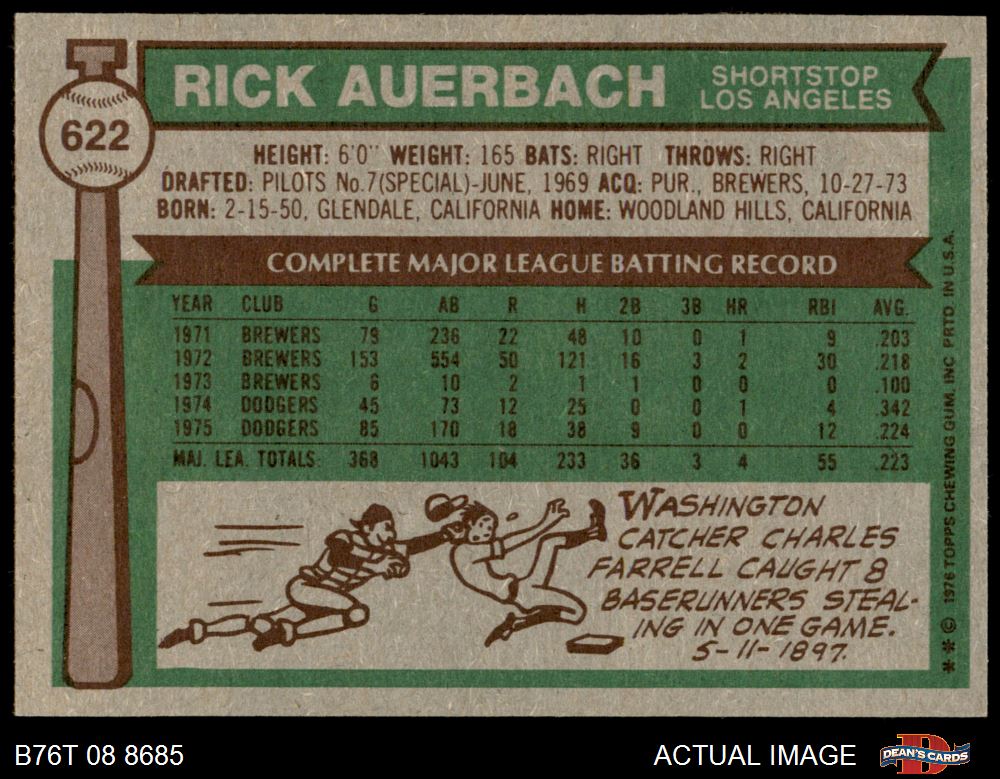 RICK AUERBACH
SHORTSTOP
LOS ANGELES
622
HEIGHT: 6'0" WEIGHT: 165 BATS: RIGHT THROWS: RIGHT
DRAFTED: PILOTS No.7(SPECIAL)-JUNE, 1969 ACQ: PUR., BREWERS, 10-27-73
BORN: 2-15-50, GLENDALE, CALIFORNIA HOME: WOODLAND HILLS, CALIFORNIA
COMPLETE MAJOR LEAGUE BATTING RECORD
YEAR CLUB G AB R H 2B 3B HR RBI AVG.
1971 BREWERS 79 236 22 48 10 0 1 9 .203
1972 BREWERS 153 554 50 121 16 3 2 30 .218
1973 BREWERS 6 10 2 1 1 0 0 0 .100
1974 DODGERS 45 73 12 25 0 0 1 4 .342
1975 DODGERS 85 170 18 38 9 0 0 12 .224
MAJ. LEA. TOTALS 368 1043 104 233 36 3 4 55 .223
WASHINGTON
CATCHER CHARLES
FARRELL CAUGHT 8
BASERUNNERS STEAL-
ING IN ONE GAME.
5-11-1897.
** © 1976 TOPPS CHEWING GUM, INC PRTD. IN U.S.A.
B76T 08 8685
ACTUAL IMAGE
D
DEAN'S CARDS